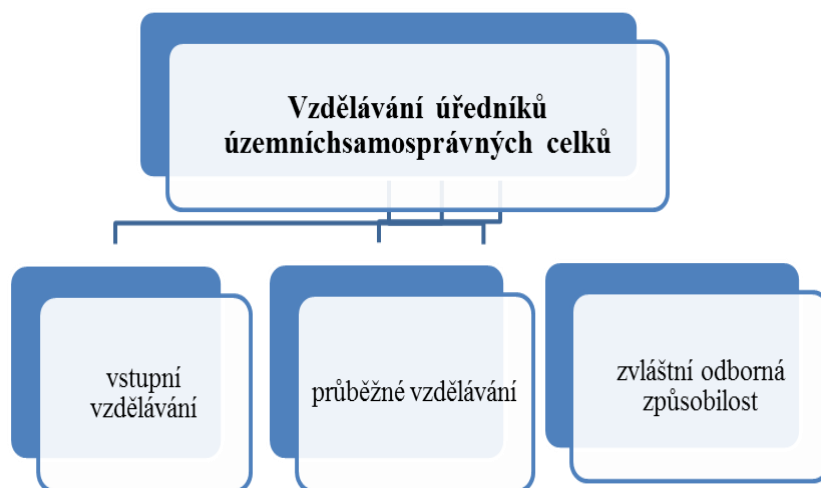 Vzdělávání úředníků
územníchsamosprávných celků
vstupní
vzdělávání
průběžné vzdělávání
zvláštní odborná
způsobilost